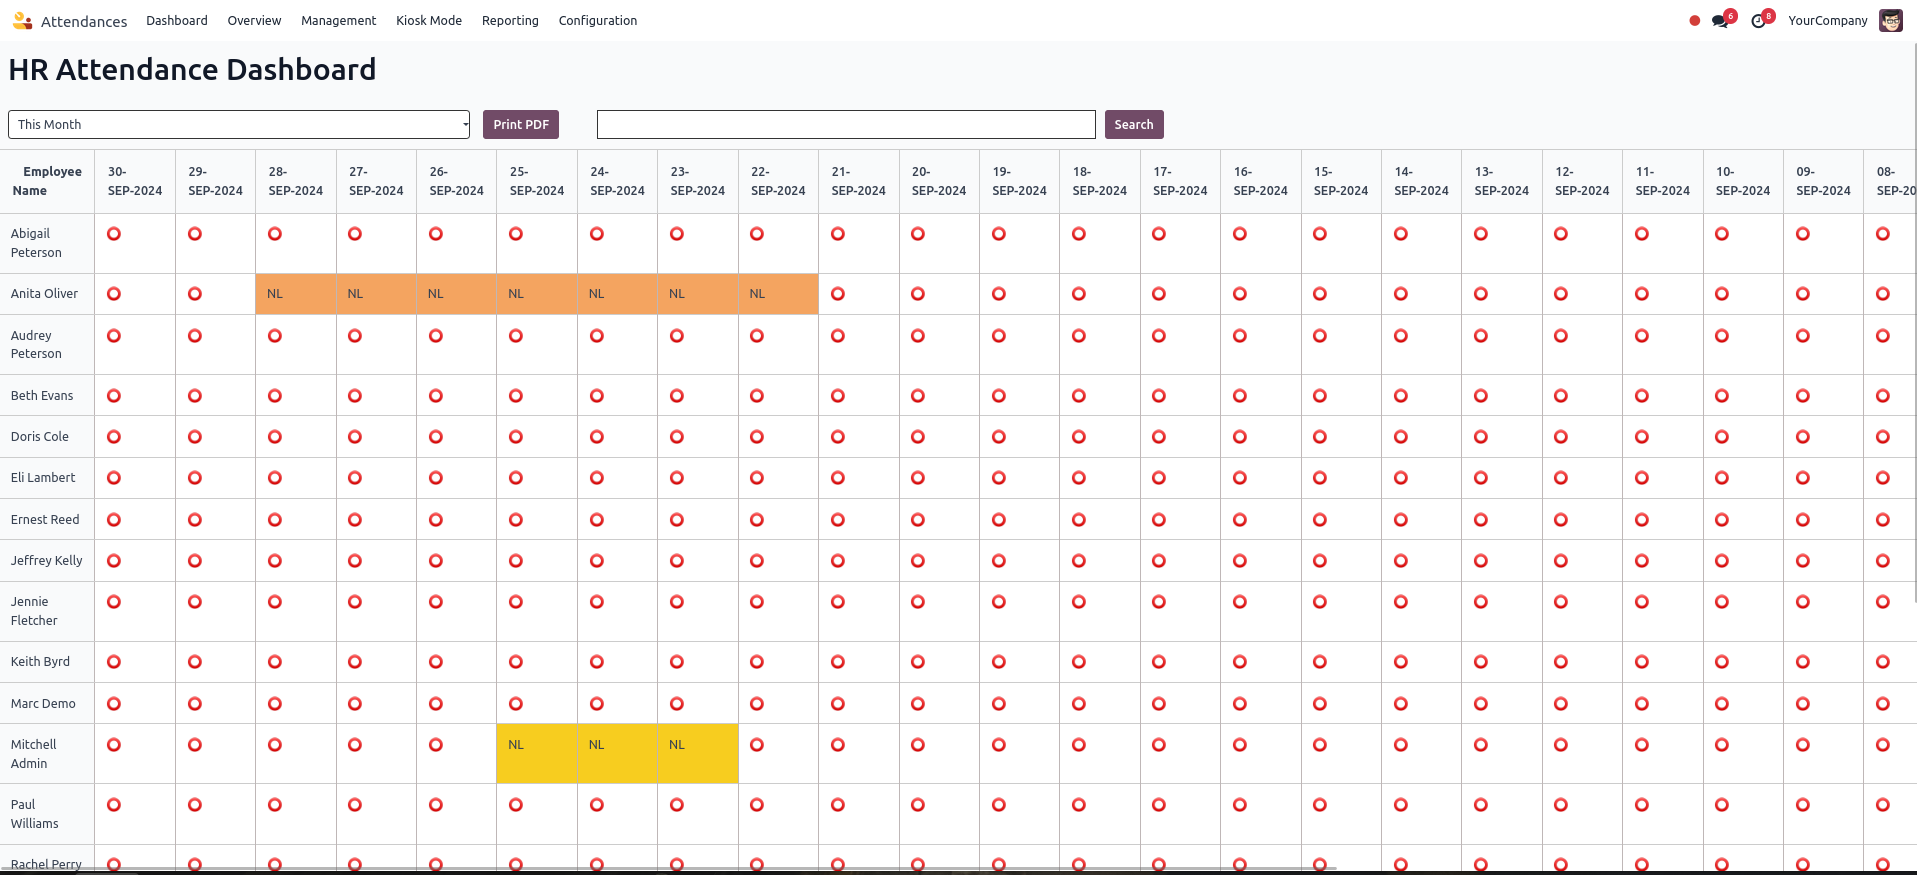 Attendances Dashboard Overview Management Kiosk Mode Reporting Configuration 6 8 YourCompany
HR Attendance Dashboard
This Month Print PDF Search
Employee Name 30-SEP-2024 29-SEP-2024 28-SEP-2024 27-SEP-2024 26-SEP-2024 25-SEP-2024 24-SEP-2024 23-SEP-2024 22-SEP-2024 21-SEP-2024 20-SEP-2024 19-SEP-2024 18-SEP-2024 17-SEP-2024 16-SEP-2024 15-SEP-2024 14-SEP-2024 13-SEP-2024 12-SEP-2024 11-SEP-2024 10-SEP-2024 09-SEP-2024 08-SEP-20
Abigail
Peterson
Anita Oliver NL NL NL NL NL NL NL
Audrey
Peterson
Beth Evans
Doris Cole
Eli Lambert
Ernest Reed
Jeffrey Kelly
Jennie
Fletcher
Keith Byrd
Marc Demo
Mitchell NL NL NL
Admin
Paul
Williams
Rachel Perry